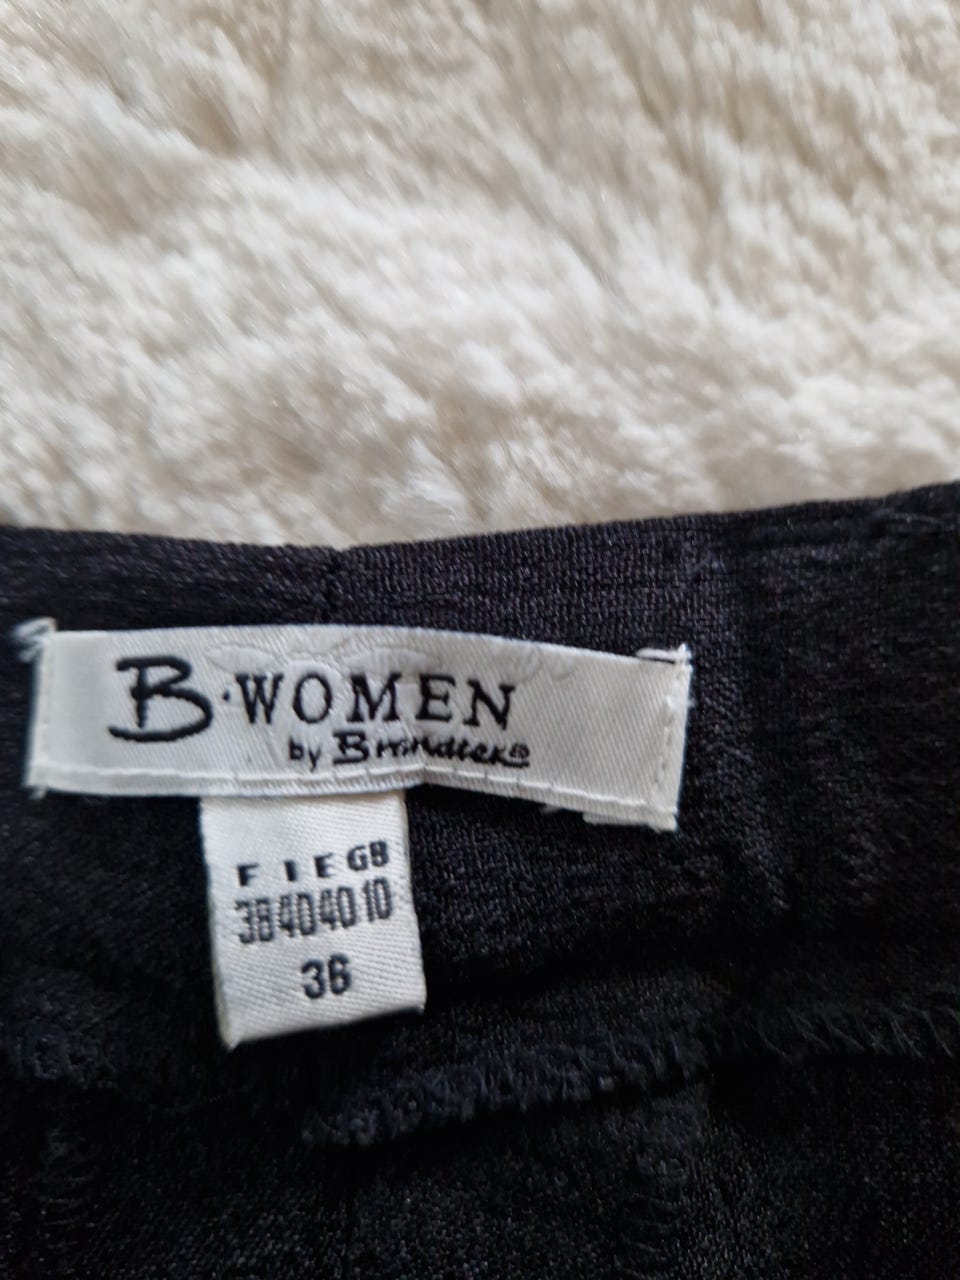 B·WOMEN
by Brandtex®
F I E GB
38 40 40 10
36